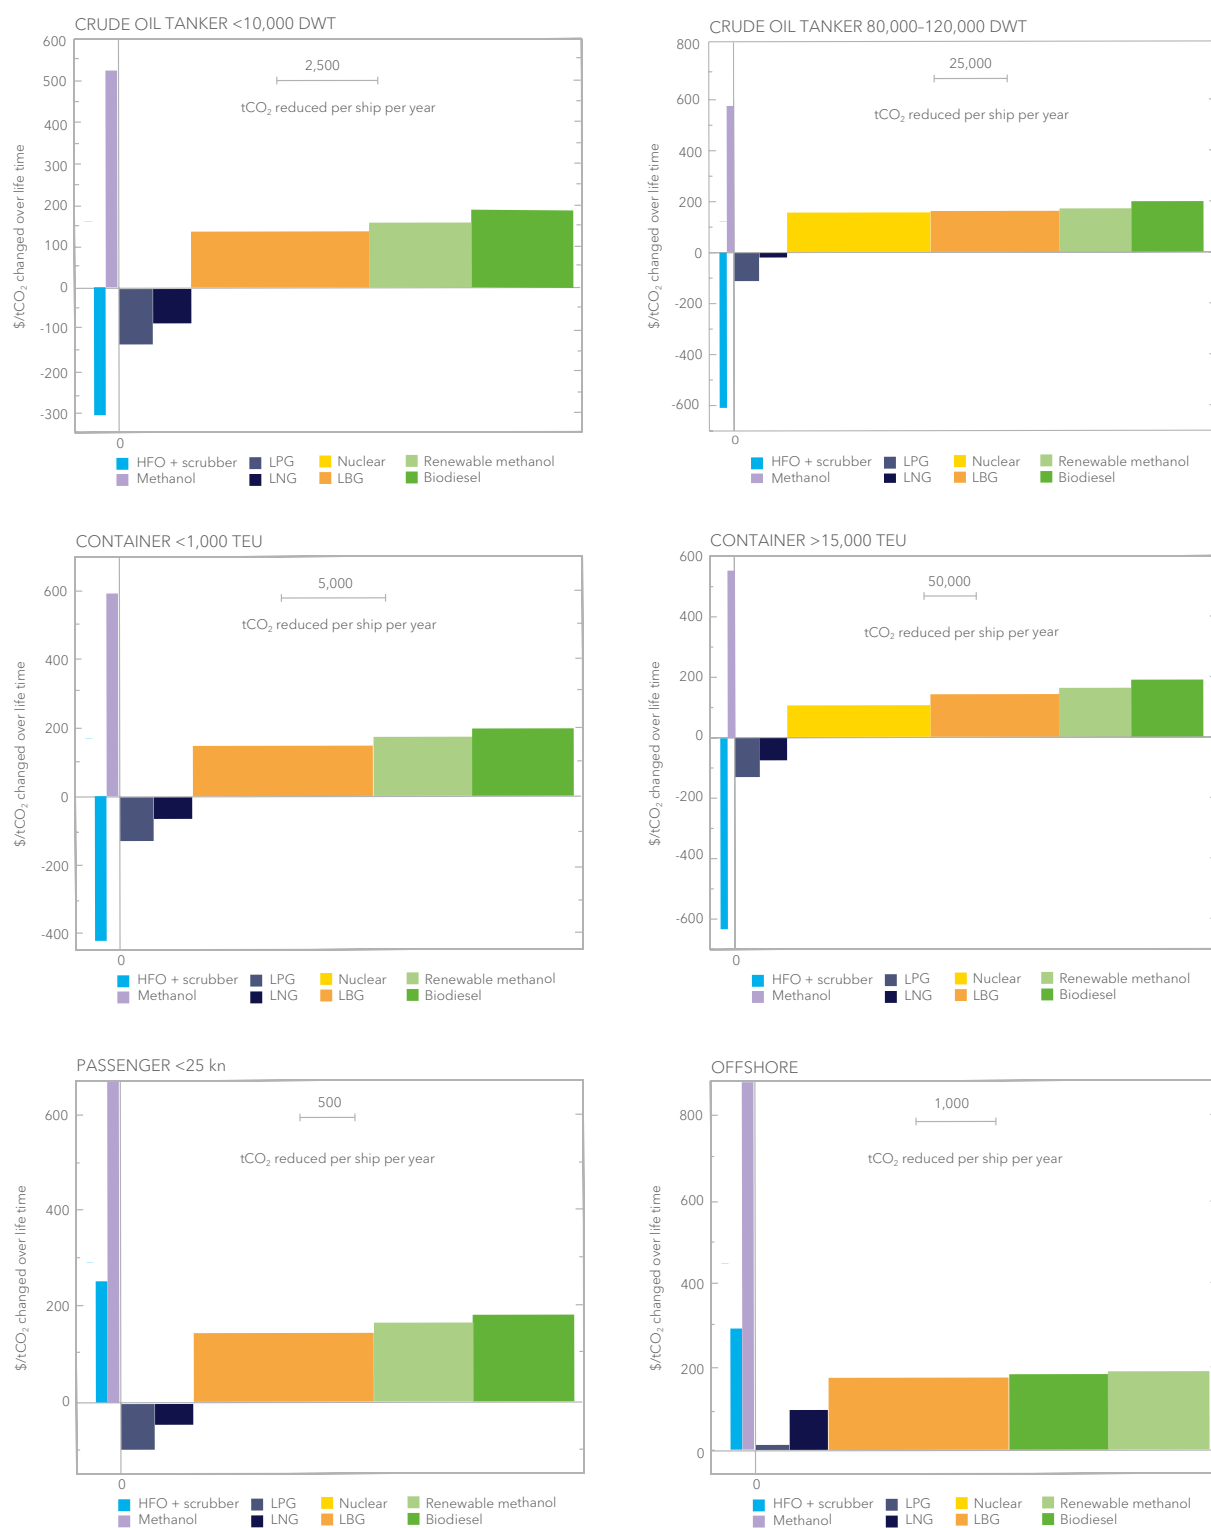 CRUDE OIL TANKER <10,000 DWT
600
500
400
300
200
100
0
-100
-200
-300
$/tCO₂ changed over life time
2,500
tCO₂ reduced per ship per year
0
HFO + scrubber LPG Nuclear Renewable methanol
Methanol LNG LBG Biodiesel
CRUDE OIL TANKER 80,000–120,000 DWT
800
600
400
200
0
-200
-400
-600
$/tCO₂ changed over life time
25,000
tCO₂ reduced per ship per year
0
HFO + scrubber LPG Nuclear Renewable methanol
Methanol LNG LBG Biodiesel
CONTAINER <1,000 TEU
600
400
200
0
-200
-400
$/tCO₂ changed over life time
5,000
tCO₂ reduced per ship per year
0
HFO + scrubber LPG Nuclear Renewable methanol
Methanol LNG LBG Biodiesel
CONTAINER >15,000 TEU
600
400
200
0
-200
-400
-600
$/tCO₂ changed over life time
50,000
tCO₂ reduced per ship per year
0
HFO + scrubber LPG Nuclear Renewable methanol
Methanol LNG LBG Biodiesel
PASSENGER <25 kn
600
400
200
0
$/tCO₂ changed over life time
500
tCO₂ reduced per ship per year
0
HFO + scrubber LPG Nuclear Renewable methanol
Methanol LNG LBG Biodiesel
OFFSHORE
800
600
400
200
0
$/tCO₂ changed over life time
1,000
tCO₂ reduced per ship per year
0
HFO + scrubber LPG Nuclear Renewable methanol
Methanol LNG LBG Biodiesel